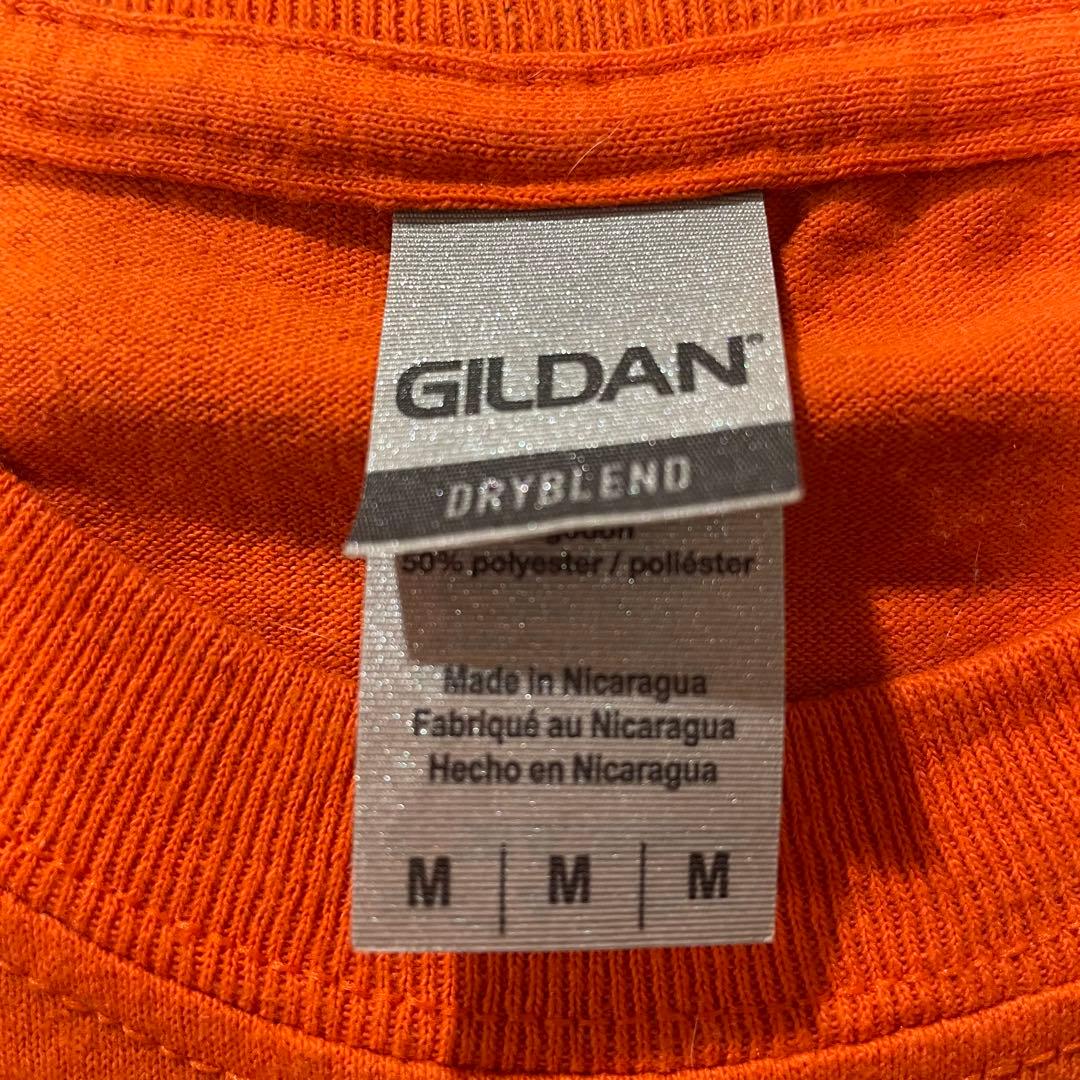 GILDAN
DRYBLEND
50% polyester / poliéster
Made in Nicaragua
Fabriqué au Nicaragua
Hecho en Nicaragua
M | M | M